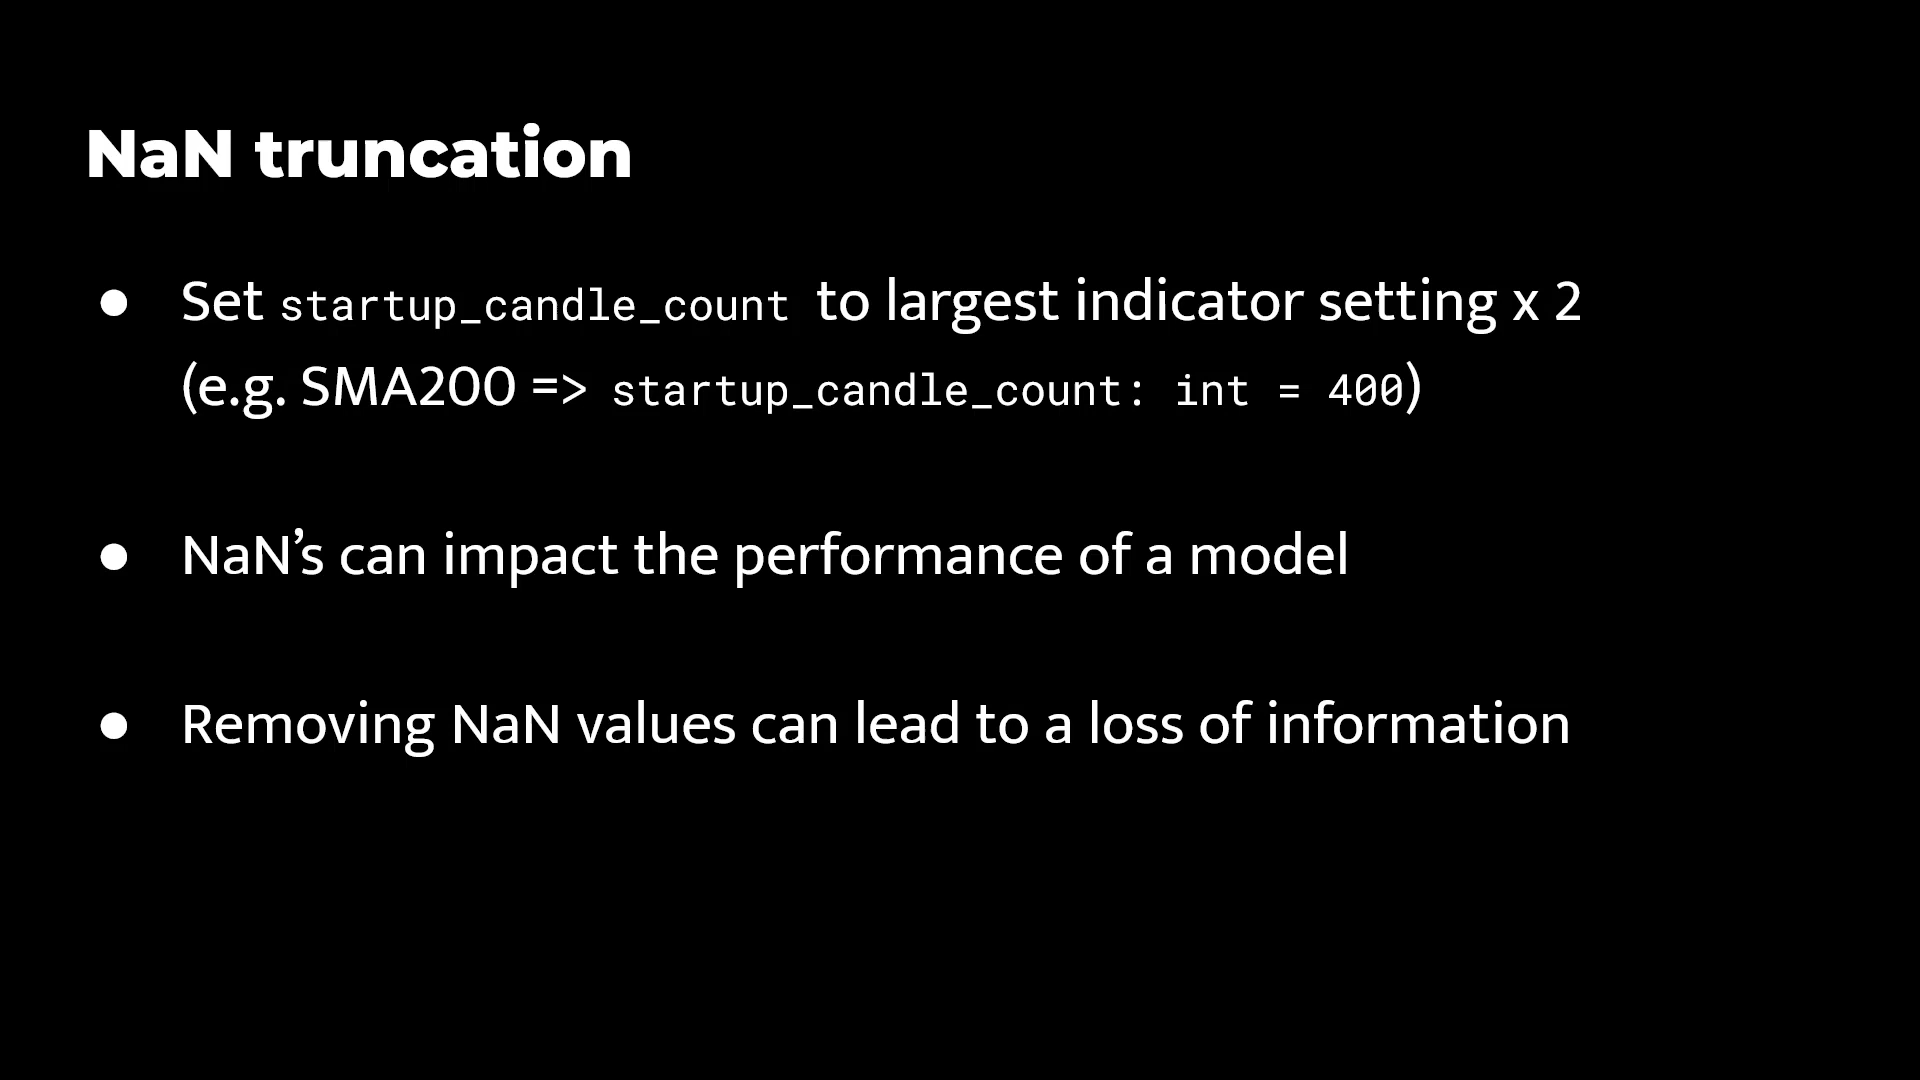 NaN truncation
● Set startup_candle_count to largest indicator setting x 2
(e.g. SMA200 => startup_candle_count: int = 400)
● NaN’s can impact the performance of a model
● Removing NaN values can lead to a loss of information